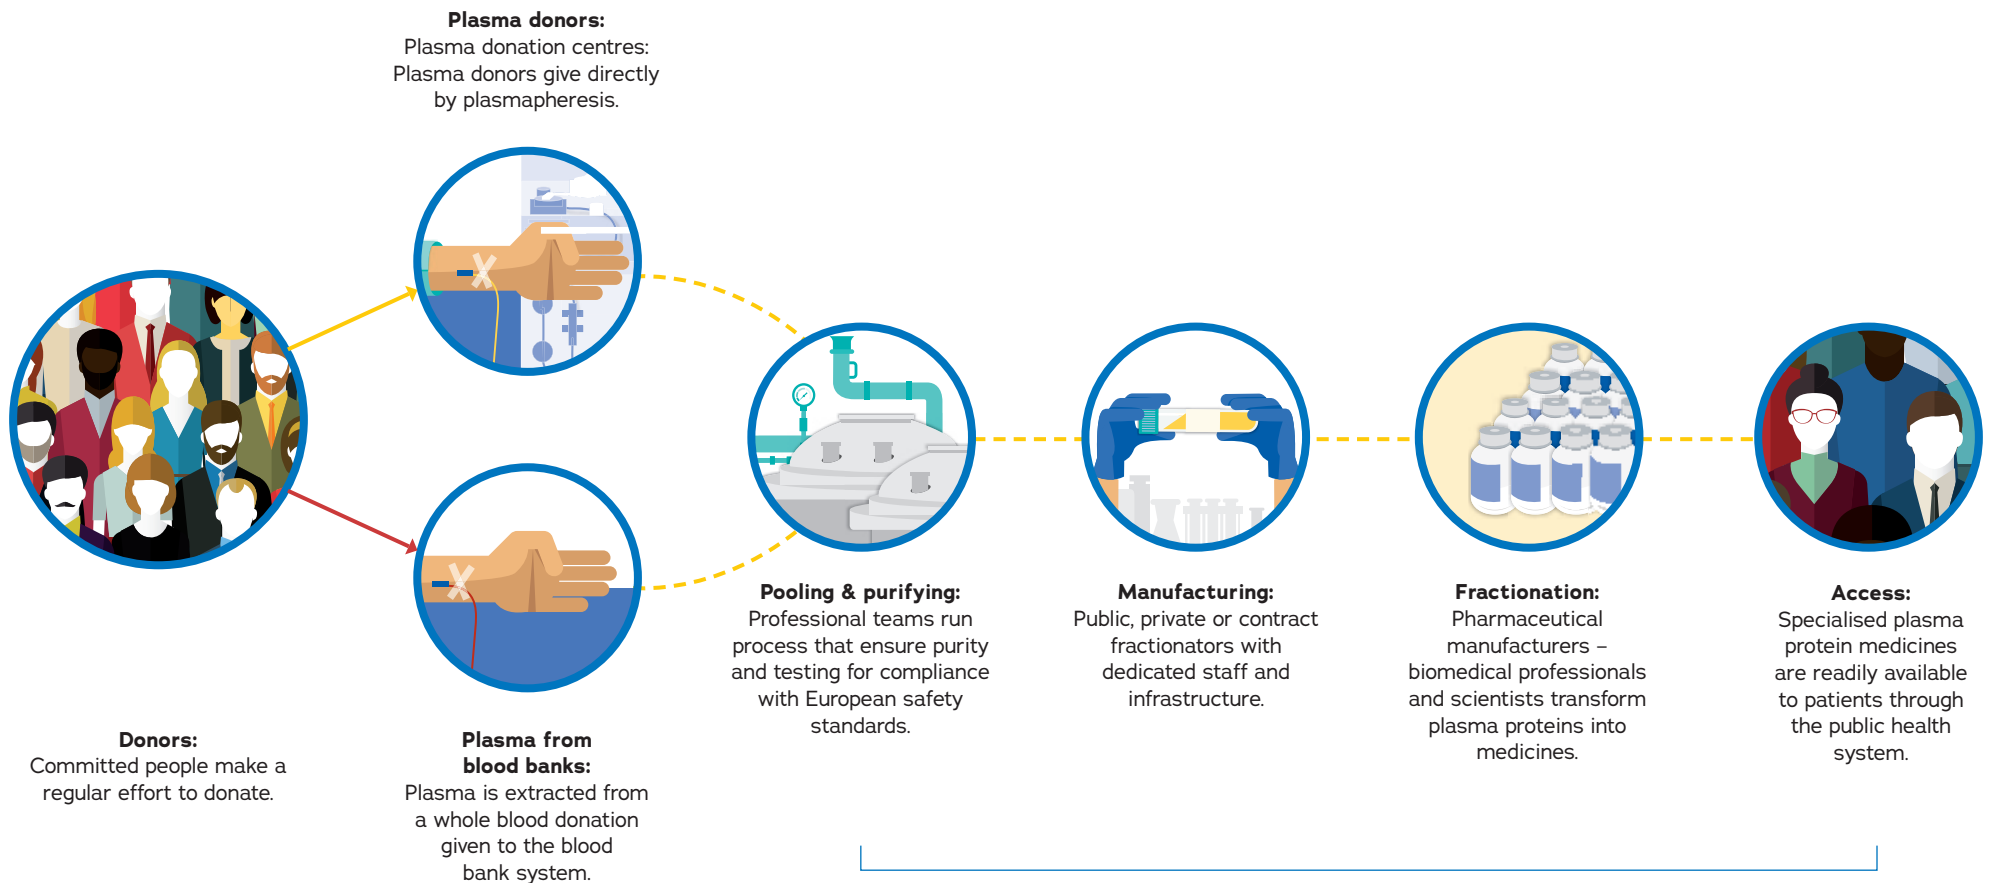 Plasma donors:
Plasma donation centres:
Plasma donors give directly
by plasmapheresis.
Donors:
Committed people make a
regular effort to donate.
Plasma from
blood banks:
Plasma is extracted from
a whole blood donation
given to the blood
bank system.
Pooling & purifying:
Professional teams run
process that ensure purity
and testing for compliance
with European safety
standards.
Manufacturing:
Public, private or contract
fractionators with
dedicated staff and
infrastructure.
Fractionation:
Pharmaceutical
manufacturers –
biomedical professionals
and scientists transform
plasma proteins into
medicines.
Access:
Specialised plasma
protein medicines
are readily available
to patients through
the public health
system.